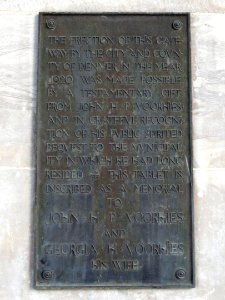 THE ERECTION OF THIS GATE
WAY BY THE CITY AND COUN
TY OF DENVER IN THE YEAR
1920 WAS MADE POSSIBLE
BY A TESTAMENTARY GIFT
FROM JOHN H. P. VOORHIES
AND IN GRATEFUL RECOGNI
TION OF HIS PUBLIC SPIRITED
BEQUEST TO THE MUNICIPAL
ITY IN WHICH HE HAD LONG
RESIDED THIS TABLET IS
INSCRIBED AS A MEMORIAL
TO
JOHN H. P. VOORHIES
AND
GEORGIA H. VOORHIES
HIS WIFE